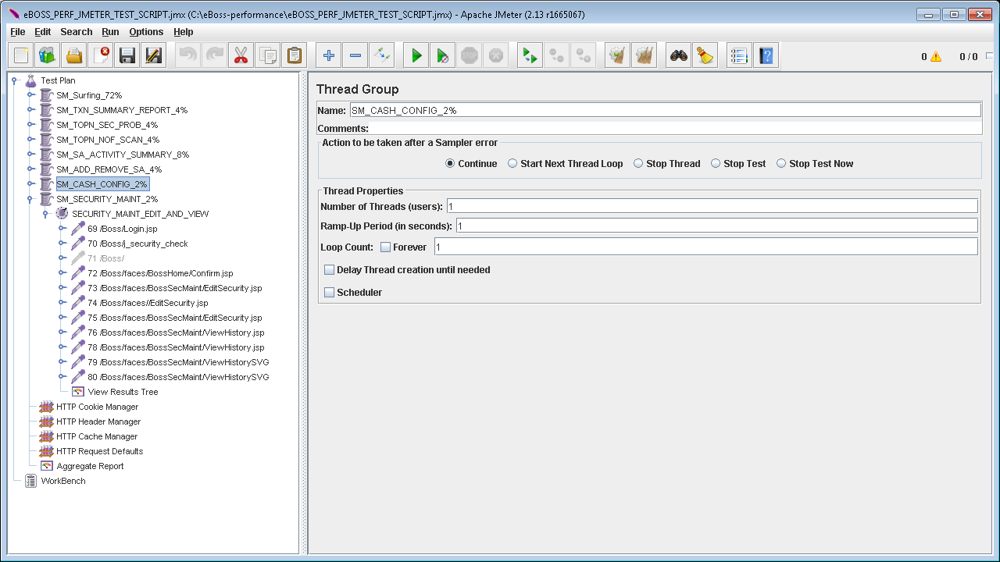 eBOSS_PERF_JMETER_TEST_SCRIPT.jmx (C:\eBoss-performance\eBOSS_PERF_JMETER_TEST_SCRIPT.jmx) - Apache JMeter (2.13 r1665067)
File Edit Search Run Options Help
0 0 / 0
Test Plan
SM_Surfing_72%
SM_TXN_SUMMARY_REPORT_4%
SM_TOPN_SEC_PROB_4%
SM_TOPN_NOF_SCAN_4%
SM_SA_ACTIVITY_SUMMARY_8%
SM_ADD_REMOVE_SA_4%
SM_CASH_CONFIG_2%
SM_SECURITY_MAINT_2%
SECURITY_MAINT_EDIT_AND_VIEW
69 /Boss/Login.jsp
70 /Boss/j_security_check
71 /Boss/
72 /Boss/faces/BossHome/Confirm.jsp
73 /Boss/faces/BossSecMaint/EditSecurity.jsp
74 /Boss/faces/EditSecurity.jsp
75 /Boss/faces/BossSecMaint/EditSecurity.jsp
76 /Boss/faces/BossSecMaint/ViewHistory.jsp
78 /Boss/faces/BossSecMaint/ViewHistory.jsp
79 /Boss/faces/BossSecMaint/ViewHistorySVG
80 /Boss/faces/BossSecMaint/ViewHistorySVG
View Results Tree
HTTP Cookie Manager
HTTP Header Manager
HTTP Cache Manager
HTTP Request Defaults
Aggregate Report
WorkBench
Thread Group
Name: SM_CASH_CONFIG_2%
Comments:
Action to be taken after a Sampler error
Continue Start Next Thread Loop Stop Thread Stop Test Stop Test Now
Thread Properties
Number of Threads (users): 1
Ramp-Up Period (in seconds): 1
Loop Count: Forever 1
Delay Thread creation until needed
Scheduler